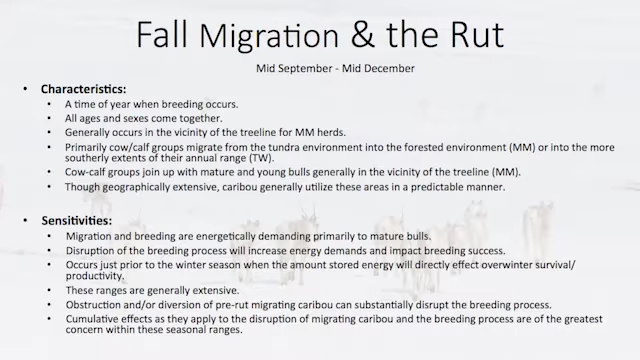 Fall Migration & the Rut
Mid September - Mid December
• Characteristics:
• A time of year when breeding occurs.
• All ages and sexes come together.
• Generally occurs in the vicinity of the treeline for MM herds.
• Primarily cow/calf groups migrate from the tundra environment into the forested environment (MM) or into the more
southerly extents of their annual range (TW).
• Cow-calf groups join up with mature and young bulls generally in the vicinity of the treeline (MM).
• Though geographically extensive, caribou generally utilize these areas in a predictable manner.
• Sensitivities:
• Migration and breeding are energetically demanding primarily to mature bulls.
• Disruption of the breeding process will increase energy demands and impact breeding success.
• Occurs just prior to the winter season when the amount stored energy will directly effect overwinter survival/
productivity.
• These ranges are generally extensive.
• Obstruction and/or diversion of pre-rut migrating caribou can substantially disrupt the breeding process.
• Cumulative effects as they apply to the disruption of migrating caribou and the breeding process are of the greatest
concern within these seasonal ranges.